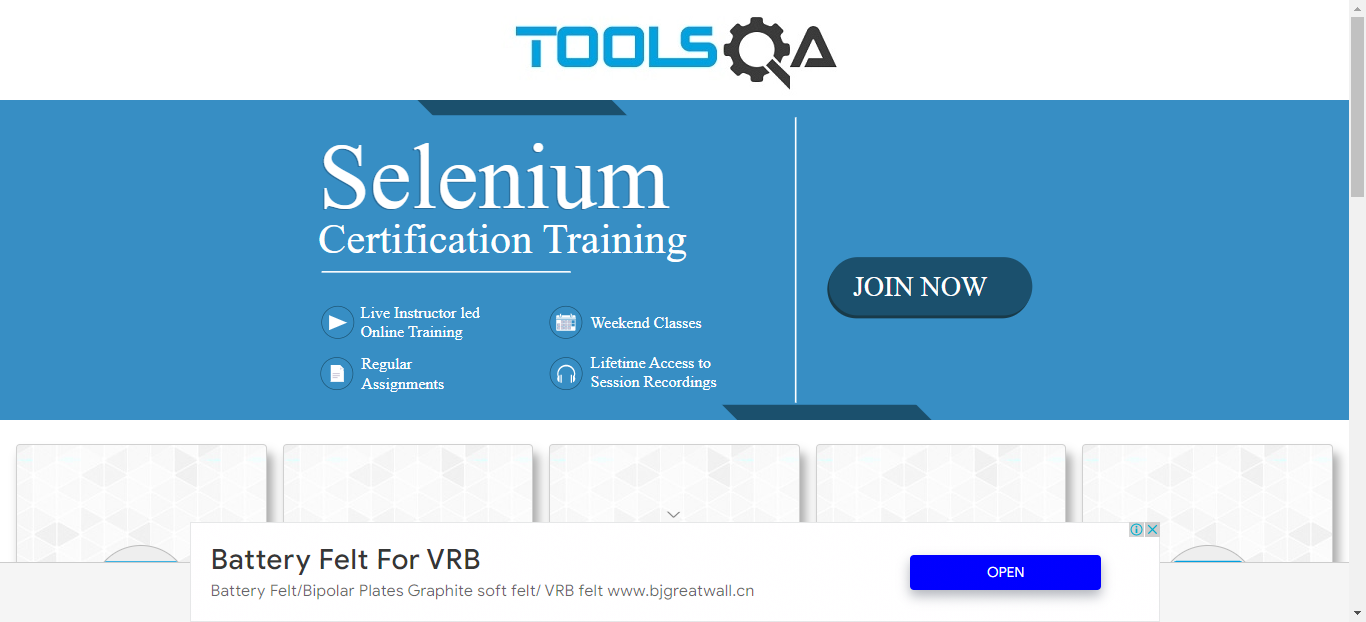 TOOLSQA
Selenium
Certification Training
JOIN NOW
Live Instructor led
Online Training
Weekend Classes
Regular
Assignments
Lifetime Access to
Session Recordings
Battery Felt For VRB
Battery Felt/Bipolar Plates Graphite soft felt/ VRB felt www.bjgreatwall.cn
OPEN